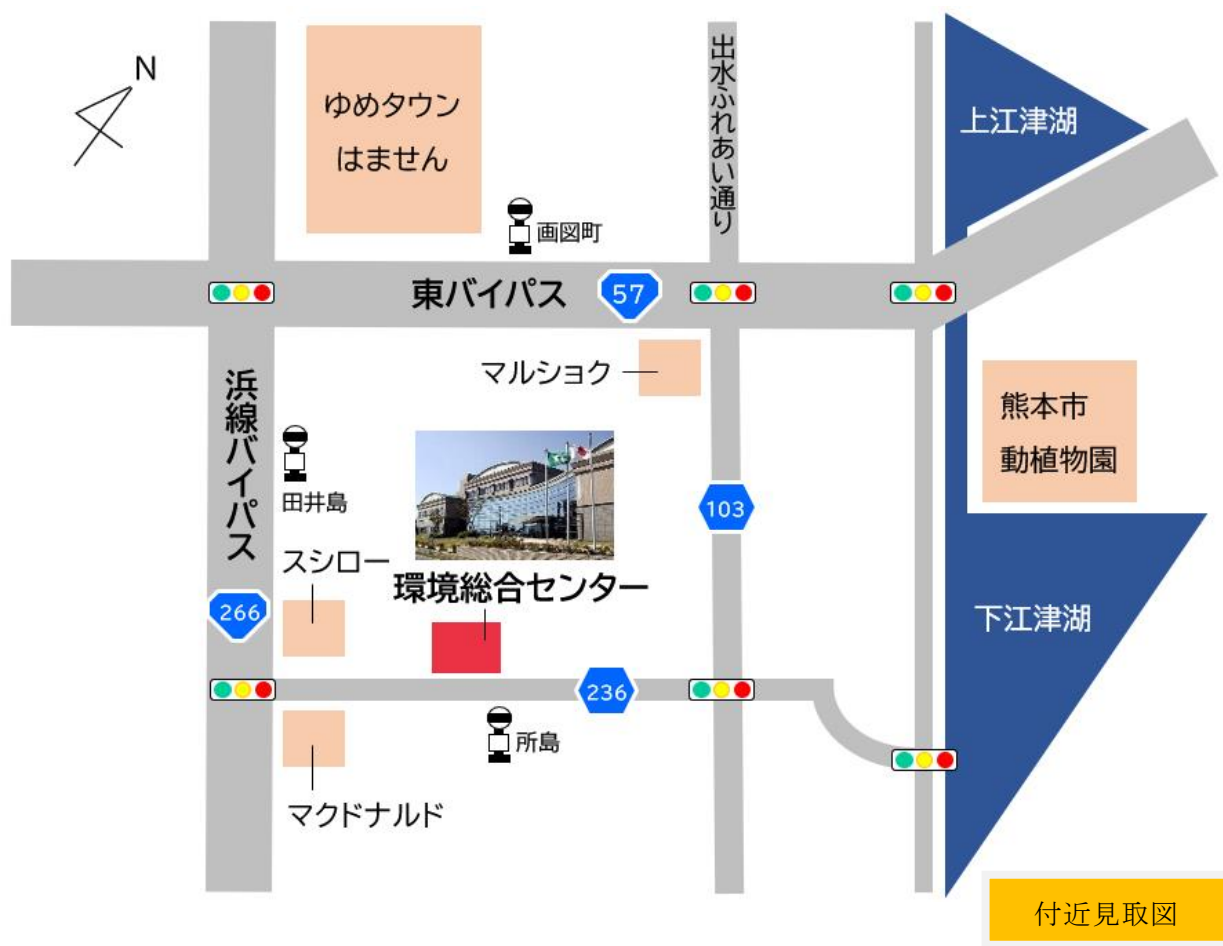 N
ゆめタウン
はません
出水ふれあい通り
上江津湖
画図町
東バイパス
57
マルショク
熊本市
動植物園
浜線バイパス
田井島
103
スシロー
環境総合センター
266
下江津湖
236
所島
マクドナルド
付近見取図